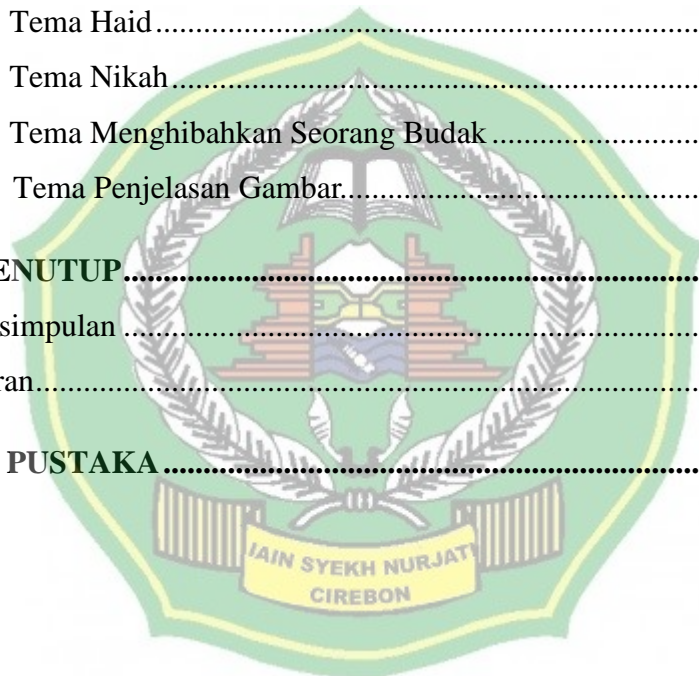 Tema Haid....................................................................
Tema Nikah..................................................................
Tema Menghibahkan Seorang Budak..........................
Tema Penjelasan Gambar............................................
ENUTUP.......................................................................
simpulan.......................................................................
ran................................................................................
PUSTAKA....................................................................
IAIN SYEKH NURJATI
CIREBON